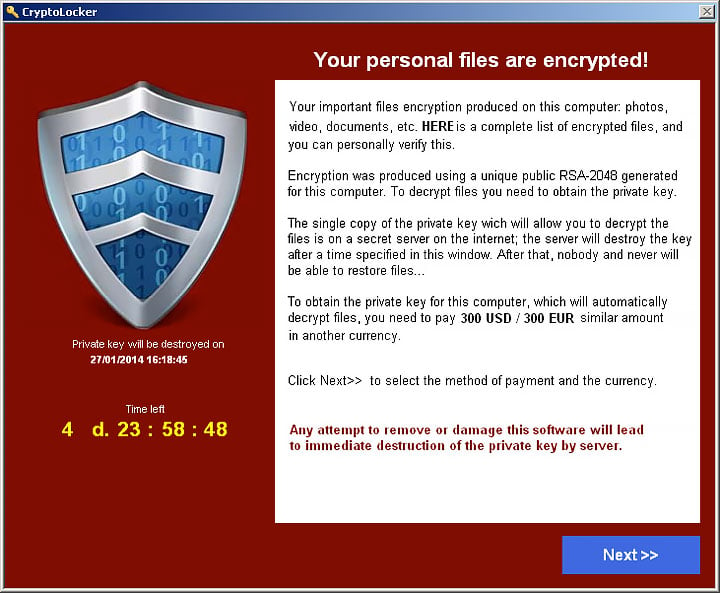 CryptoLocker
Your personal files are encrypted!
Your important files encryption produced on this computer: photos,
video, documents, etc. HERE is a complete list of encrypted files, and
you can personally verify this.
Encryption was produced using a unique public RSA-2048 generated
for this computer. To decrypt files you need to obtain the private key.
The single copy of the private key wich will allow you to decrypt the
files is on a secret server on the internet; the server will destroy the key
after a time specified in this window. After that, nobody and never will
be able to restore files...
To obtain the private key for this computer, which will automatically
decrypt files, you need to pay 300 USD / 300 EUR similar amount
in another currency.
Click Next>> to select the method of payment and the currency.
Any attempt to remove or damage this software will lead
to immediate destruction of the private key by server.
Private key will be destroyed on
27/01/2014 16:18:45
Time left
4 d. 23 : 58 : 48
Next >>